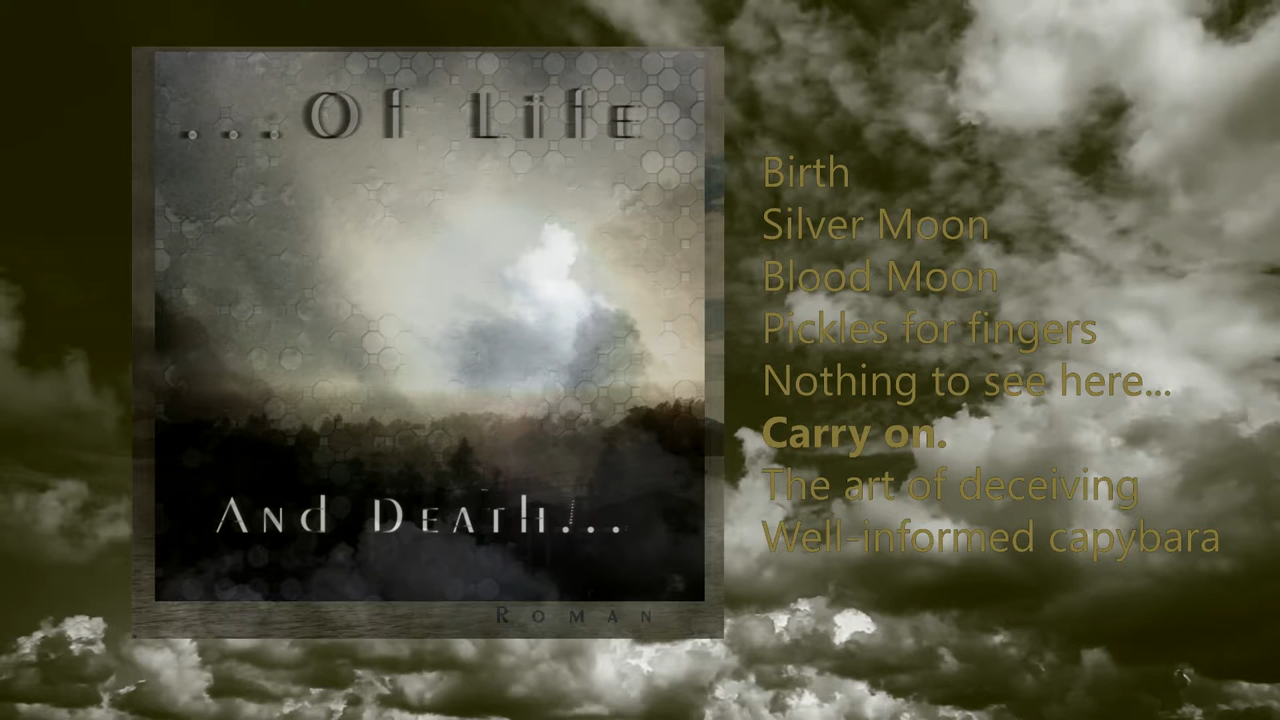 ...Of Life
And Death...
Roman
Birth
Silver Moon
Blood Moon
Pickles for fingers
Nothing to see here...
Carry on.
The art of deceiving
Well-informed capybara